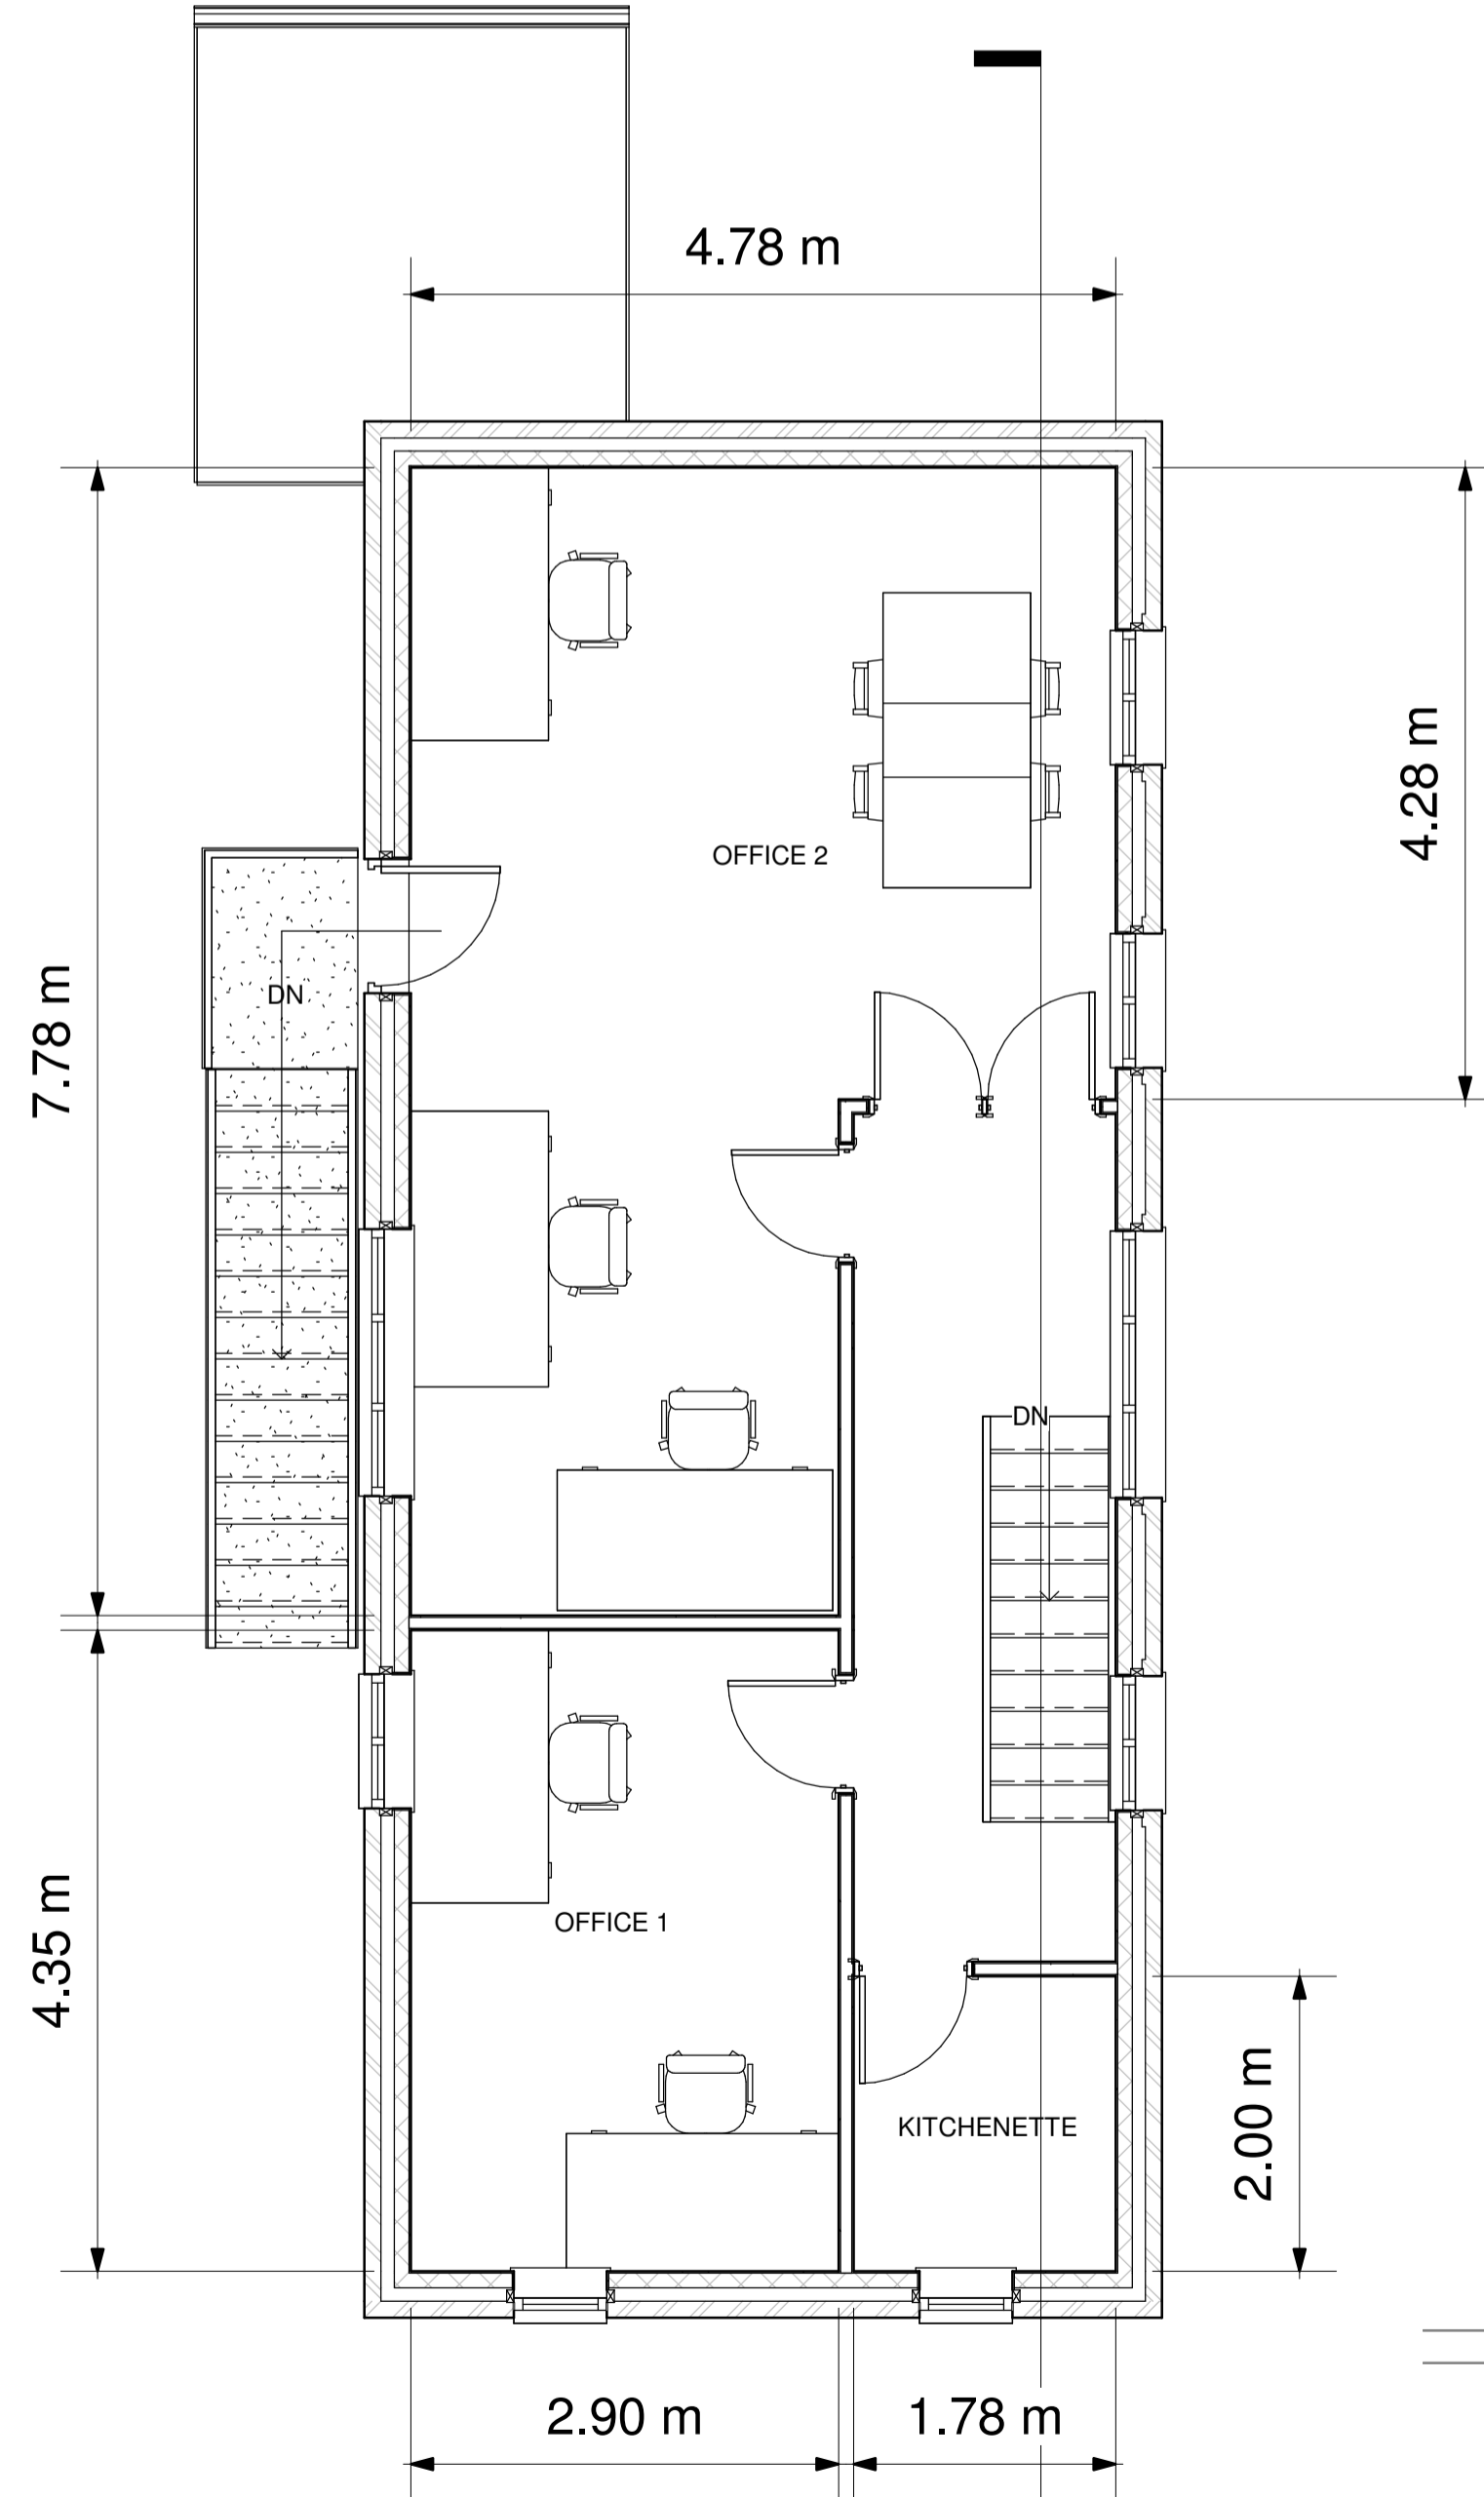 4.78 m
4.28 m
OFFICE 2
7.78 m
DN
DN
4.35 m
OFFICE 1
KITCHENETTE
2.00 m
2.90 m
1.78 m